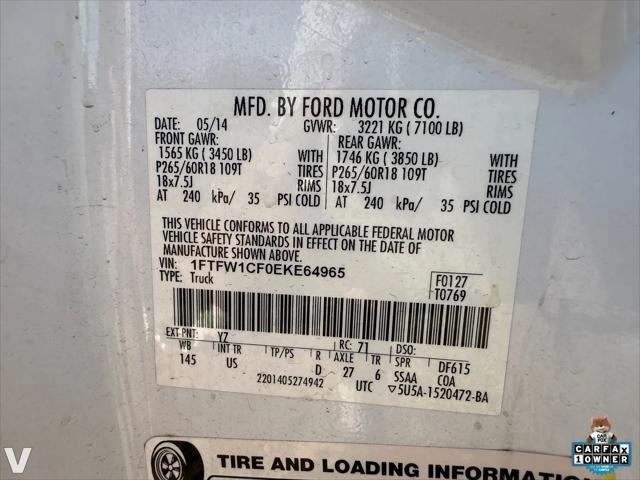 MFD. BY FORD MOTOR CO.
DATE: 05/14 GVWR: 3221 KG ( 7100 LB)
FRONT GAWR: REAR GAWR:
1565 KG ( 3450 LB) WITH 1746 KG ( 3850 LB) WITH
P265/60R18 109T TIRES P265/60R18 109T TIRES
18x7.5J RIMS 18x7.5J RIMS
AT 240 kPa/ 35 PSI COLD AT 240 kPa/ 35 PSI COLD
THIS VEHICLE CONFORMS TO ALL APPLICABLE FEDERAL MOTOR
VEHICLE SAFETY STANDARDS IN EFFECT ON THE DATE OF
MANUFACTURE SHOWN ABOVE.
VIN: 1FTFW1CF0EKE64965
TYPE: Truck
F0127
T0769
EXT PNT: YZ RC: 71 DSO:
WB INT TR TP/PS R AXLE TR SPR DF615
145 US D 27 6 SSAA COA
2201405274942 UTC ▽5U5A-1520472-BA
TIRE AND LOADING INFORMATION
V
CAR FOX
CARFAX
1 OWNER